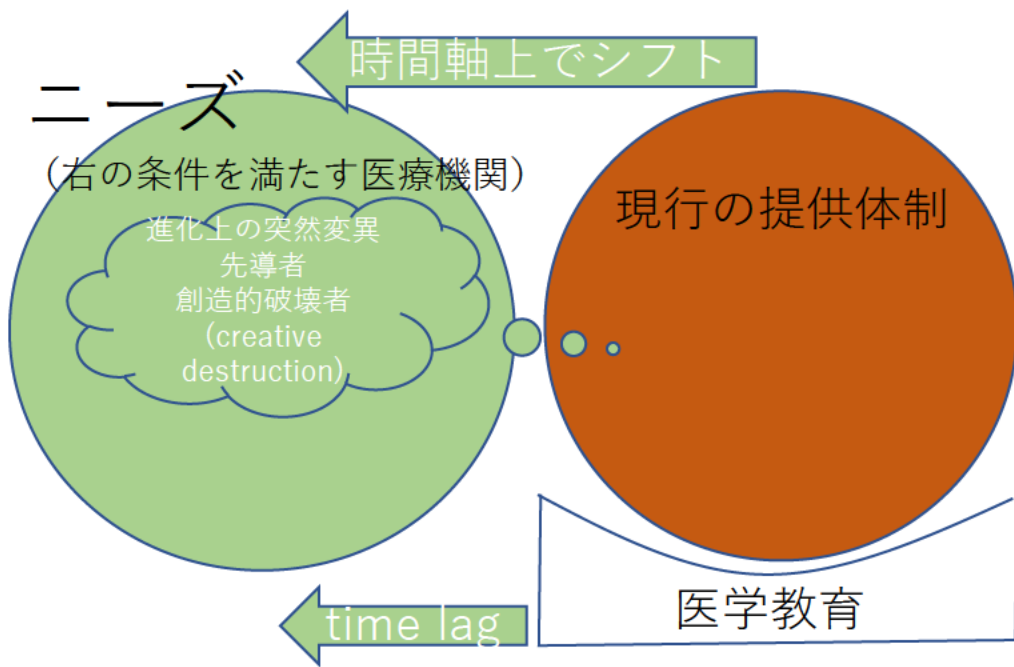 時間軸上でシフト
ニーズ
（右の条件を満たす医療機関）
進化上の突然変異
先導者
創造的破壊者
(creative
destruction)
現行の提供体制
医学教育
time lag